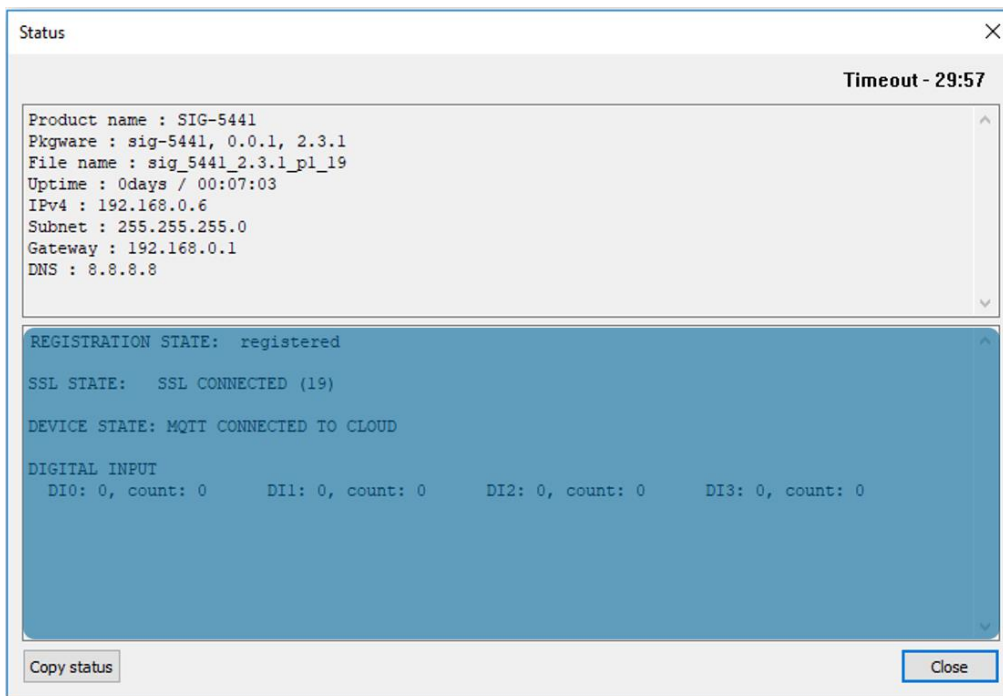 Status
Timeout - 29:57
Product name : SIG-5441
Pkgware : sig-5441, 0.0.1, 2.3.1
File name : sig_5441_2.3.1_p1_19
Uptime : 0days / 00:07:03
IPv4 : 192.168.0.6
Subnet : 255.255.255.0
Gateway : 192.168.0.1
DNS : 8.8.8.8
REGISTRATION STATE: registered
SSL STATE: SSL CONNECTED (19)
DEVICE STATE: MQTT CONNECTED TO CLOUD
DIGITAL INPUT
DI0: 0, count: 0 DI1: 0, count: 0 DI2: 0, count: 0 DI3: 0, count: 0
Copy status Close